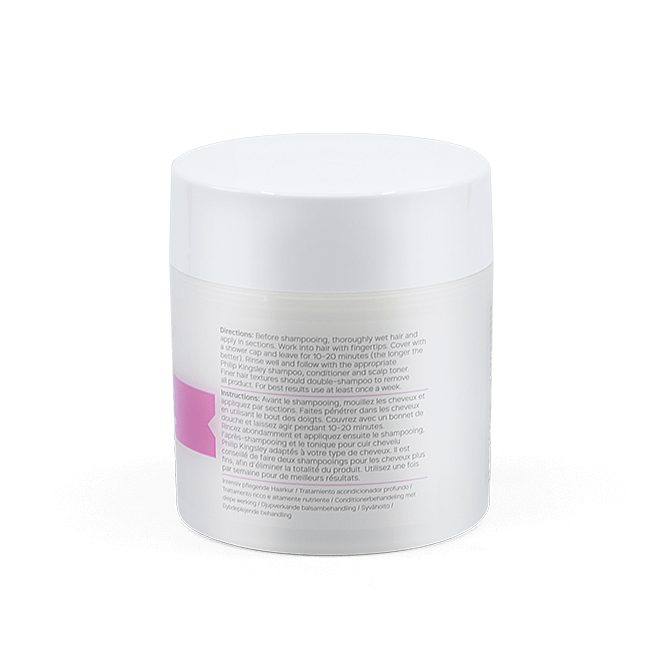 Directions: Before shampooing, thoroughly wet hair and
apply in sections. Work into hair with fingertips. Cover with
a shower cap and leave for 10-20 minutes (the longer the
better). Rinse well and follow with the appropriate
Philip Kingsley shampoo, conditioner and scalp toner.
Finer hair textures should double-shampoo to remove
all product. For best results use at least once a week.
Instructions: Avant le shampooing, mouillez les cheveux et
appliquez par sections. Faites pénétrer dans les cheveux
en utilisant le bout des doigts. Couvrez avec un bonnet de
douche et laissez agir pendant 10-20 minutes.
Rincez abondamment et appliquez ensuite le shampooing,
l'après-shampooing et le tonique pour cuir chevelu
Philip Kingsley adaptés à votre type de cheveux. Il est
conseillé de faire deux shampooings pour les cheveux plus
fins, afin d'éliminer la totalité du produit. Utilisez une fois
par semaine pour de meilleurs résultats.
Intensiv pflegende Haarkur / Tratamiento acondicionador profundo /
Trattamento ricco e altamente nutriente / Conditionerbehandeling met
diepe werking / Djupverkande balsambehandling / Syvähoito /
Dybdeplejende behandling